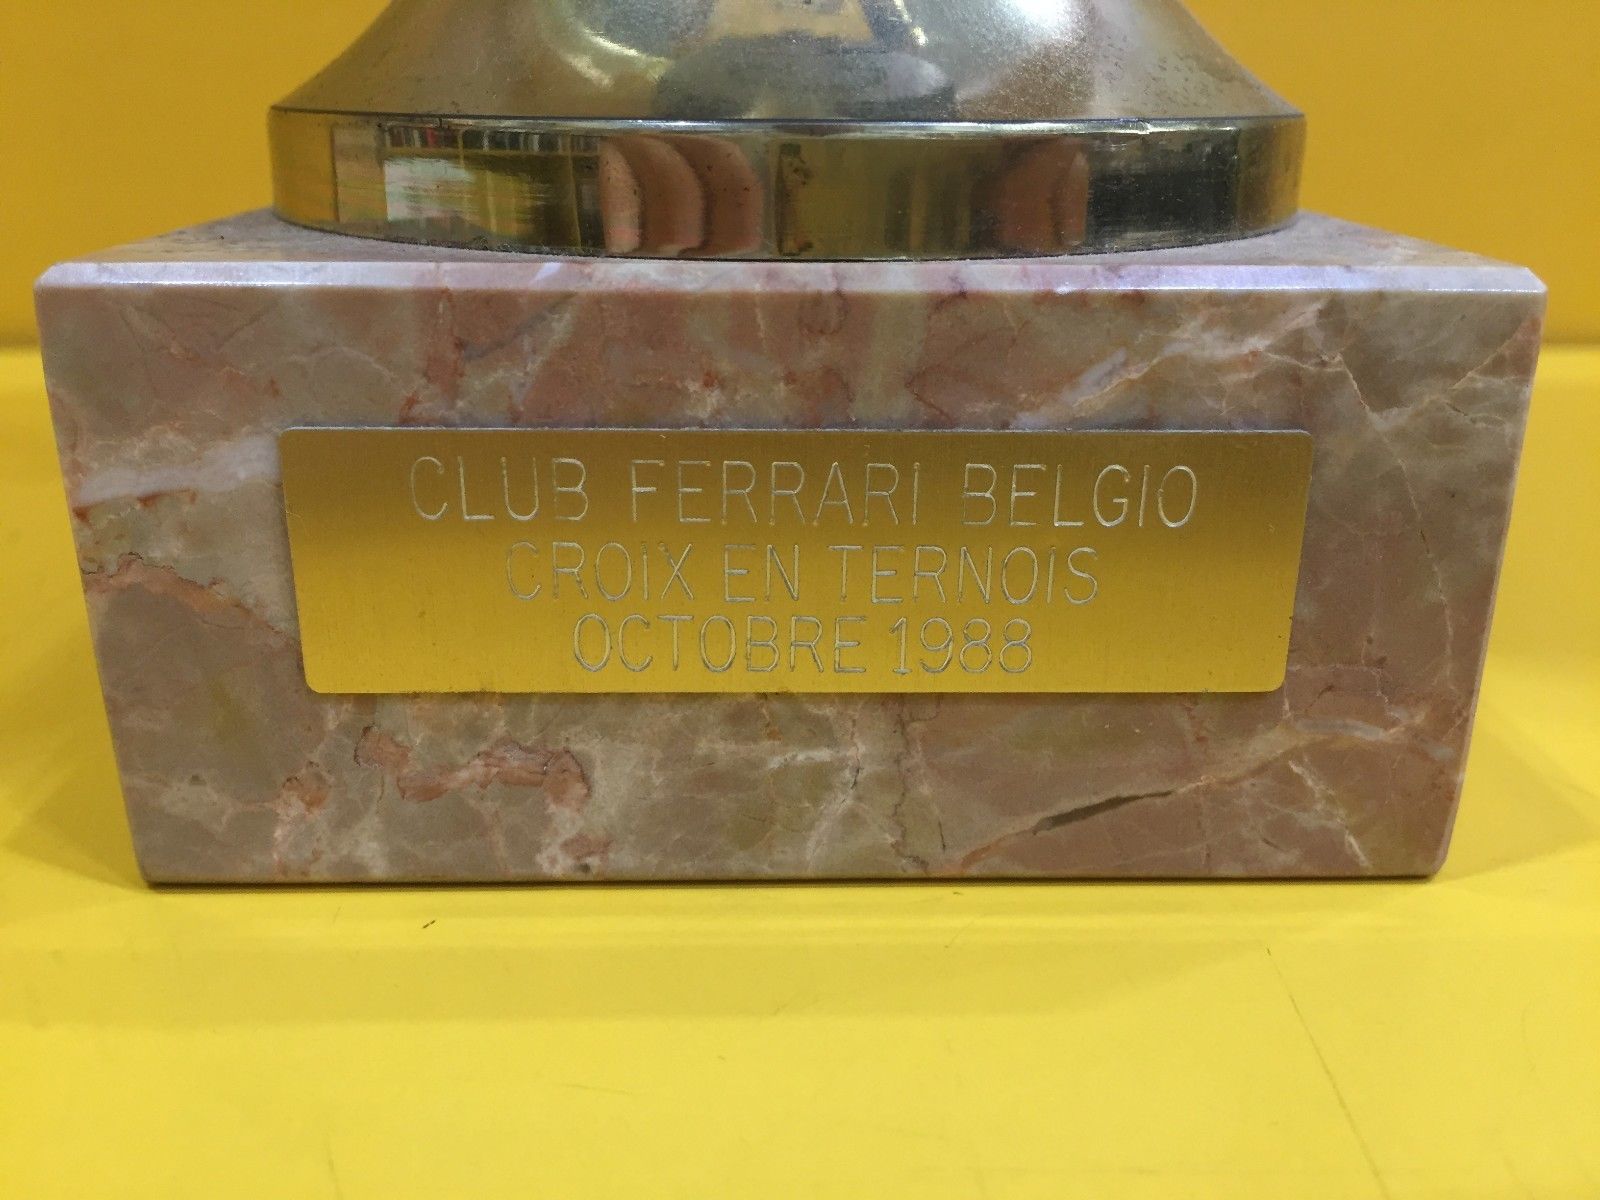 CLUB FERRARI BELGIO
CROIX EN TERNOIS
OCTOBRE 1988